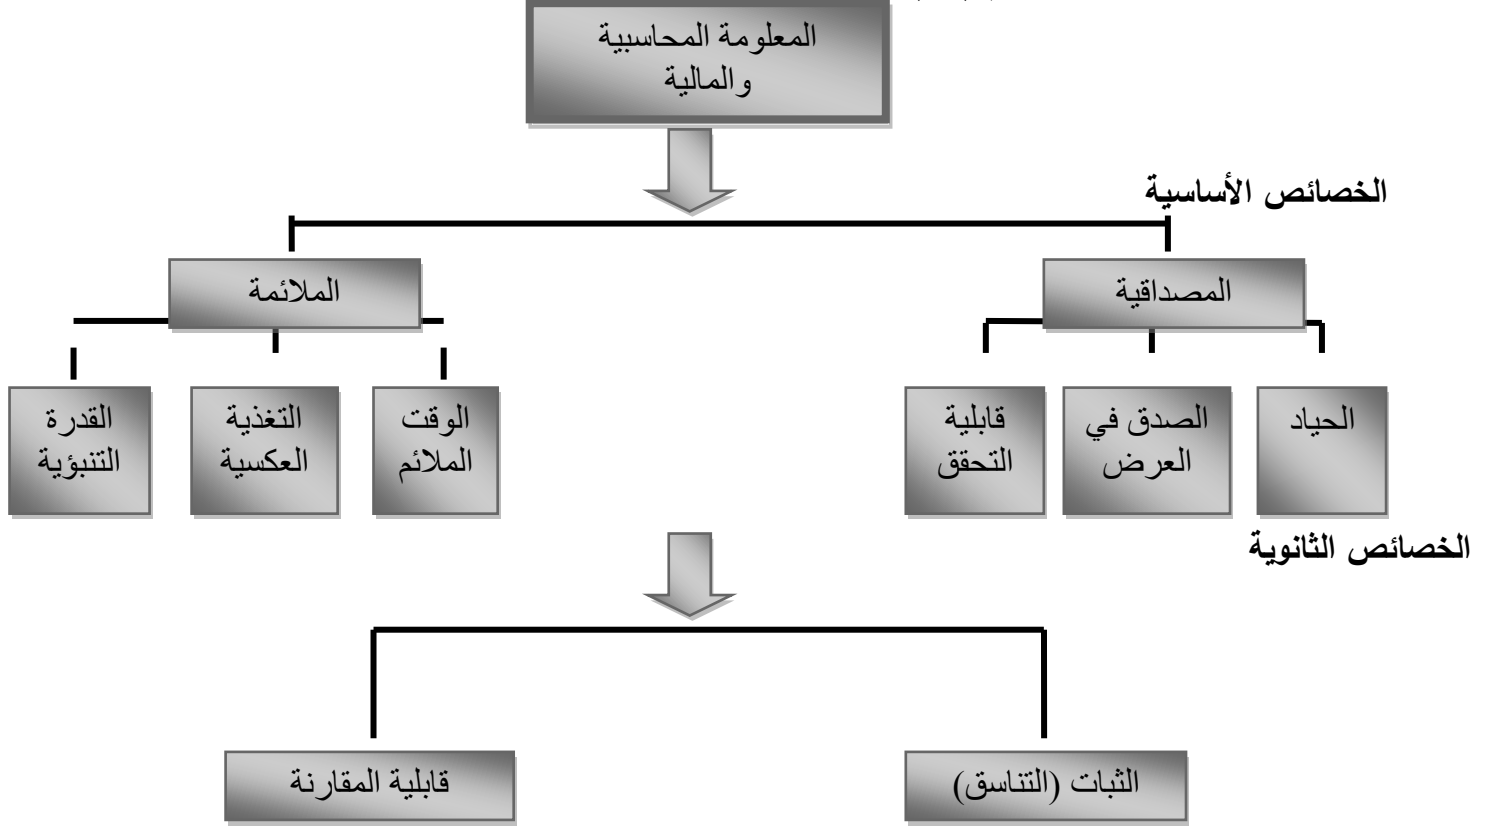 المعلومة المحاسبية
والمالية
الخصائص الأساسية
المصداقية
الملائمة
الحياد
الصدق في
العرض
قابلية
التحقق
الوقت
الملائم
التغذية
العكسية
القدرة
التنبؤية
الخصائص الثانوية
الثبات (التناسق)
قابلية المقارنة